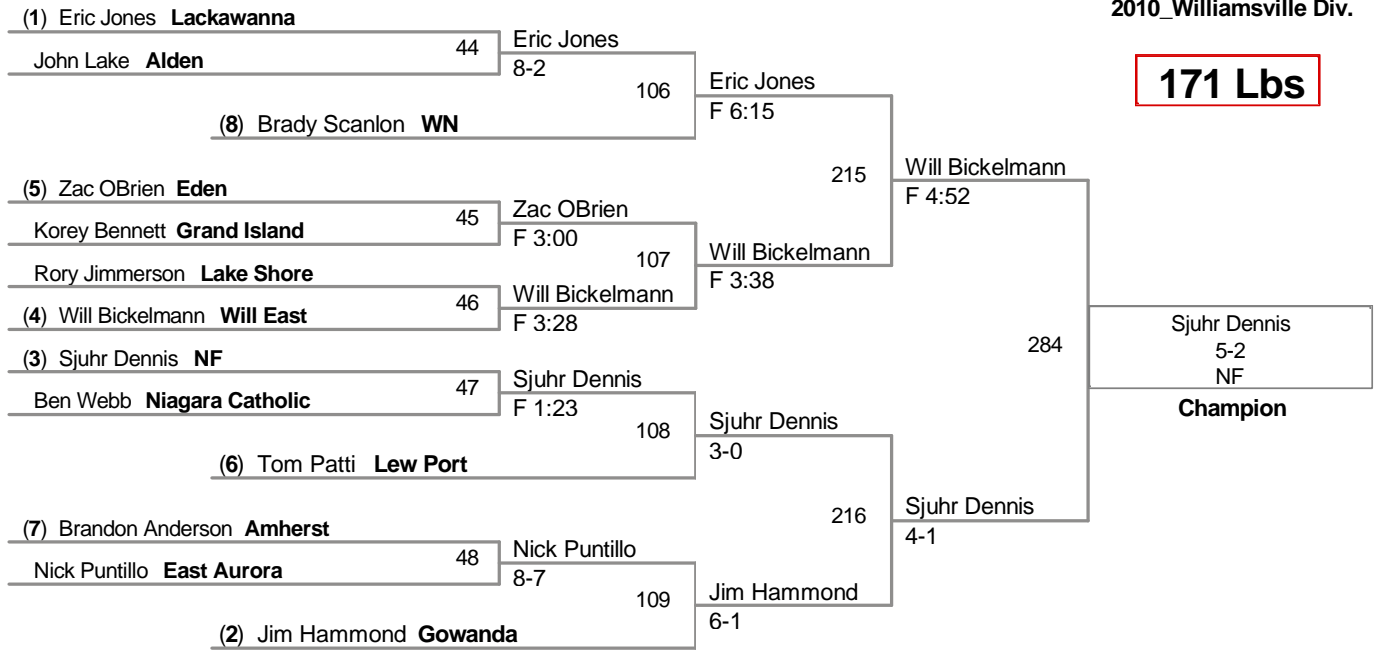 2010_Williamsville Div.
171 Lbs
(1) Eric Jones Lackawanna
John Lake Alden
44
Eric Jones
8-2
(8) Brady Scanlon WN
106
Eric Jones
F 6:15
(5) Zac OBrien Eden
Korey Bennett Grand Island
45
Zac OBrien
F 3:00
Rory Jimmerson Lake Shore
(4) Will Bickelmann Will East
46
Will Bickelmann
F 3:28
107
Will Bickelmann
F 3:38
215
Will Bickelmann
F 4:52
(3) Sjuhr Dennis NF
Ben Webb Niagara Catholic
47
Sjuhr Dennis
F 1:23
(6) Tom Patti Lew Port
108
Sjuhr Dennis
3-0
(7) Brandon Anderson Amherst
Nick Puntillo East Aurora
48
Nick Puntillo
8-7
(2) Jim Hammond Gowanda
109
Jim Hammond
6-1
216
Sjuhr Dennis
4-1
284
Sjuhr Dennis
5-2
NF
Champion